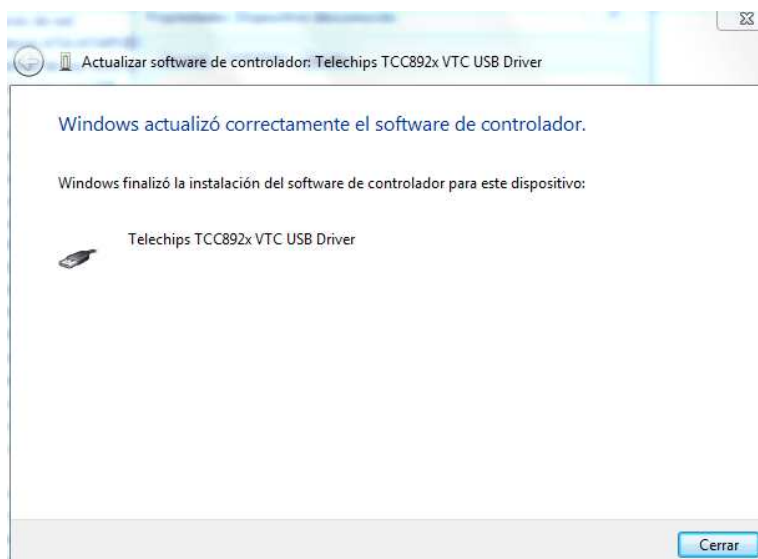 Actualizar software de controlador: Telechips TCC892x VTC USB Driver
Windows actualizó correctamente el software de controlador.
Windows finalizó la instalación del software de controlador para este dispositivo:
Telechips TCC892x VTC USB Driver
Cerrar